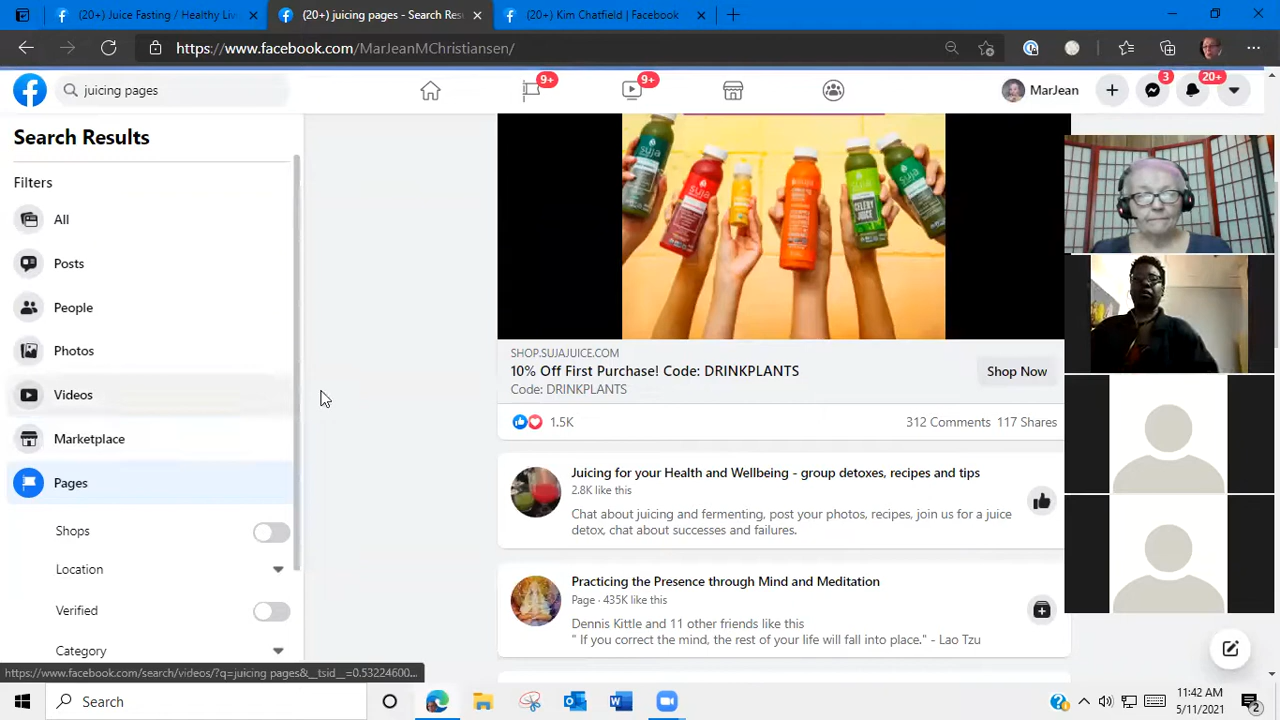 (20+) Juice Fasting / Healthy Liv
(20+) juicing pages - Search Res
(20+) Kim Chatfield | Facebook
https://www.facebook.com/MarJeanMChristiansen/
juicing pages
9+
9+
MarJean
3
20+
Search Results
Filters
All
Posts
People
Photos
Videos
Marketplace
Pages
Shops
Location
Verified
Category
suja
suja
suja
CELERY JUICE
SHOP.SUJAJUICE.COM
10% Off First Purchase! Code: DRINKPLANTS
Code: DRINKPLANTS
Shop Now
1.5K
312 Comments 117 Shares
Juicing for your Health and Wellbeing - group detoxes, recipes and tips
2.8K like this
Chat about juicing and fermenting, post your photos, recipes, join us for a juice
detox, chat about successes and failures.
Practicing the Presence through Mind and Meditation
Page · 435K like this
Dennis Kittle and 11 other friends like this
" If you correct the mind, the rest of your life will fall into place." - Lao Tzu
https://www.facebook.com/search/videos/?q=juicing pages&__tsid__=0.53224600...
Search
11:42 AM
5/11/2021
2